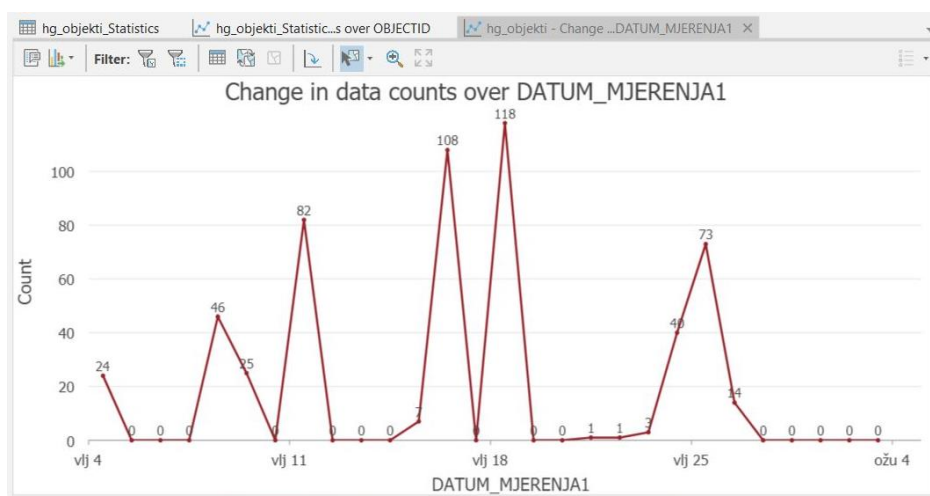 hg_objekti_Statistics hg_objekti_Statistic...s over OBJECTID hg_objekti - Change ...DATUM_MJERENJA1
Filter:
Change in data counts over DATUM_MJERENJA1
118
108
100
82
80
73
60
Count
46
40
40
24
25
20
14
7
0 0 0 0 0 0 0 0 0 0 0 1 1 3 0 0 0 0 0
0
vlj 4 vlj 11 vlj 18 vlj 25 ožu 4
DATUM_MJERENJA1